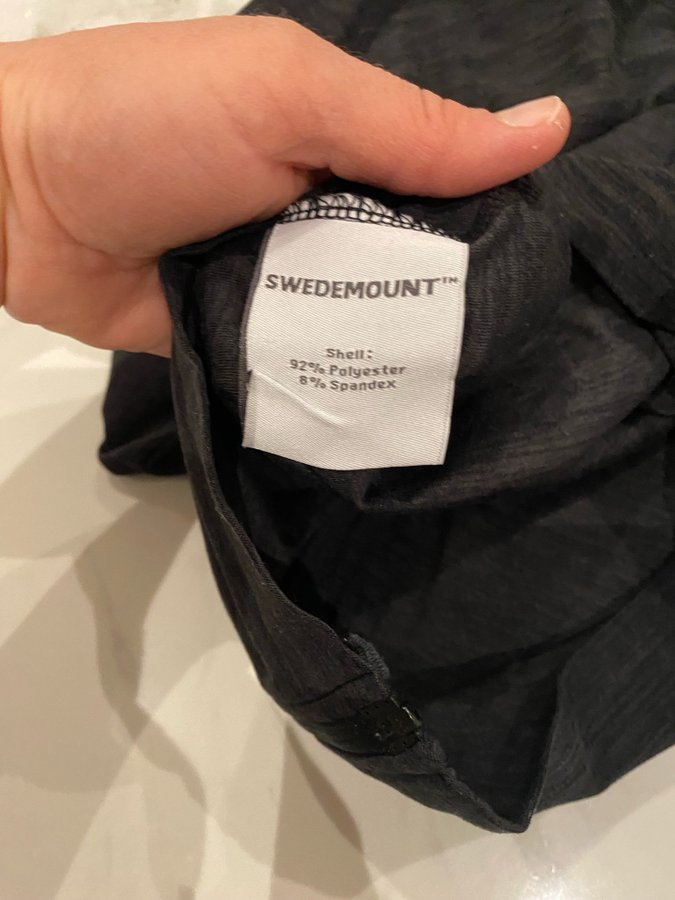 SWEDEMOUNT™
Shell:
92% Polyester
8% Spandex